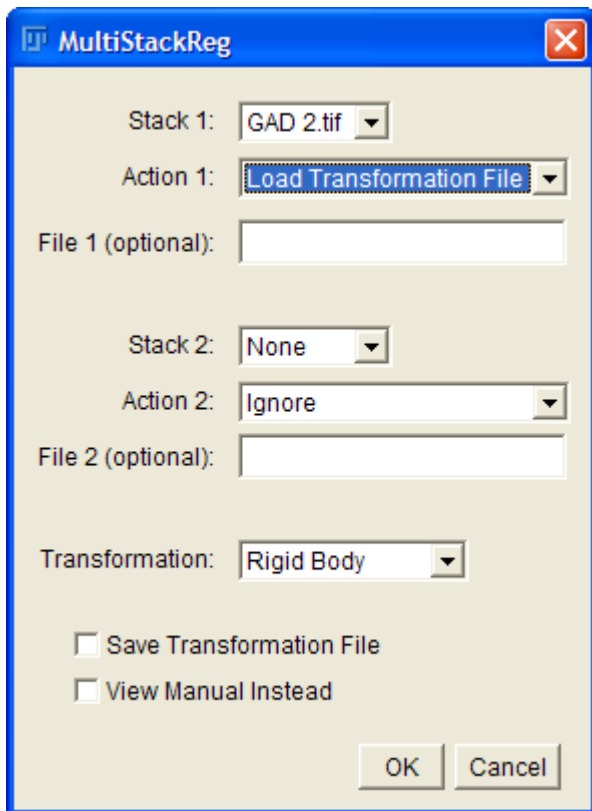 MultiStackReg
Stack 1: GAD 2.tif
Action 1: Load Transformation File
File 1 (optional):
Stack 2: None
Action 2: Ignore
File 2 (optional):
Transformation: Rigid Body
Save Transformation File
View Manual Instead
OK Cancel